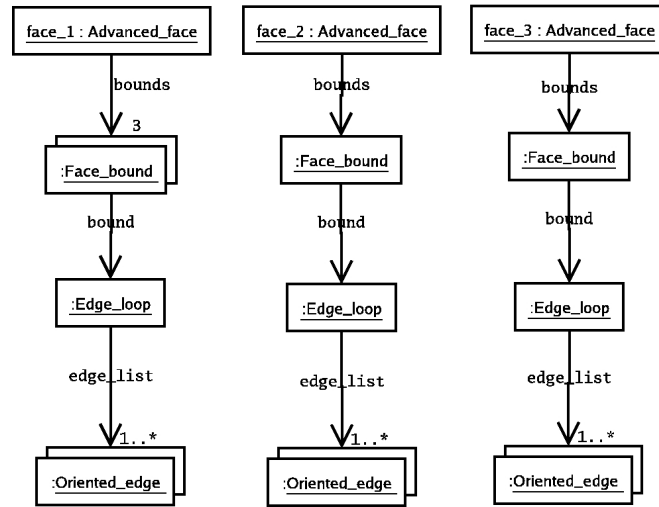 face_1 : Advanced_face
bounds
3
:Face_bound
bound
:Edge_loop
edge_list
1..*
:Oriented_edge
face_2 : Advanced_face
bounds
:Face_bound
bound
:Edge_loop
edge_list
1..*
:Oriented_edge
face_3 : Advanced_face
bounds
:Face_bound
bound
:Edge_loop
edge_list
1..*
:Oriented_edge